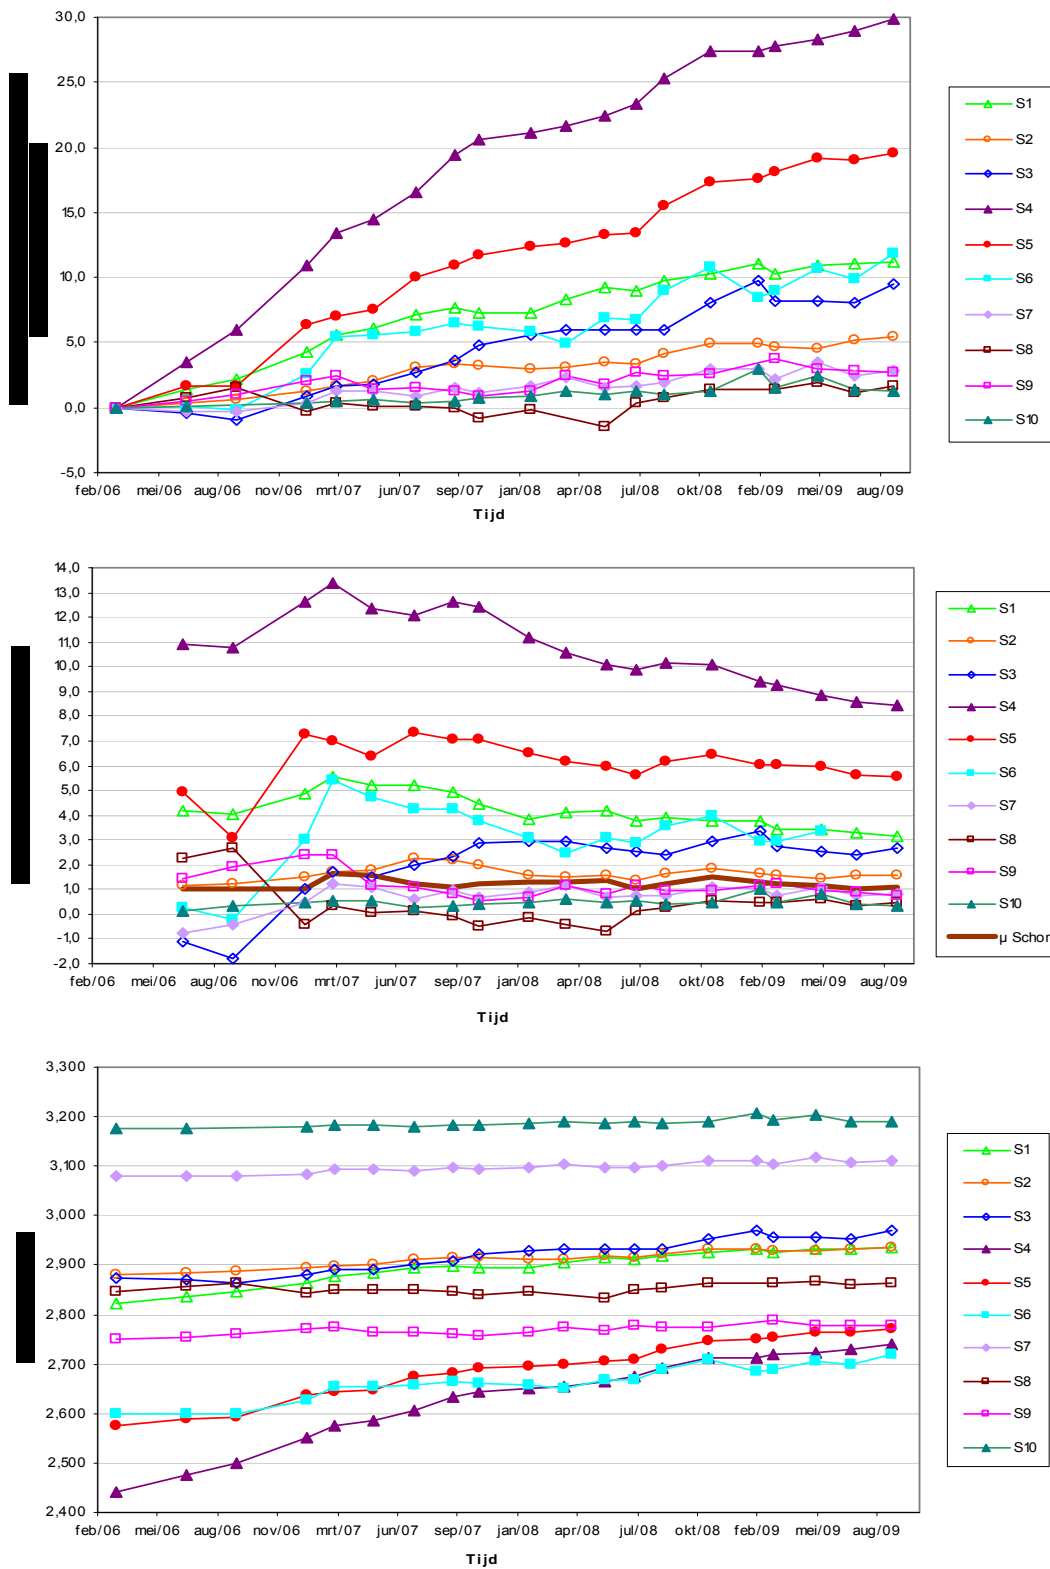 30,0
25,0
20,0
15,0
10,0
5,0
0,0
-5,0
feb/06 mei/06 aug/06 nov/06 mrt/07 jun/07 sep/07 jan/08 apr/08 jul/08 okt/08 feb/09 mei/09 aug/09
Tijd
S1
S2
S3
S4
S5
S6
S7
S8
S9
S10
14,0
13,0
12,0
11,0
10,0
9,0
8,0
7,0
6,0
5,0
4,0
3,0
2,0
1,0
0,0
-1,0
-2,0
feb/06 mei/06 aug/06 nov/06 mrt/07 jun/07 sep/07 jan/08 apr/08 jul/08 okt/08 feb/09 mei/09 aug/09
Tijd
S1
S2
S3
S4
S5
S6
S7
S8
S9
S10
µ Schor
3,300
3,200
3,100
3,000
2,900
2,800
2,700
2,600
2,500
2,400
feb/06 mei/06 aug/06 nov/06 mrt/07 jun/07 sep/07 jan/08 apr/08 jul/08 okt/08 feb/09 mei/09 aug/09
Tijd
S1
S2
S3
S4
S5
S6
S7
S8
S9
S10